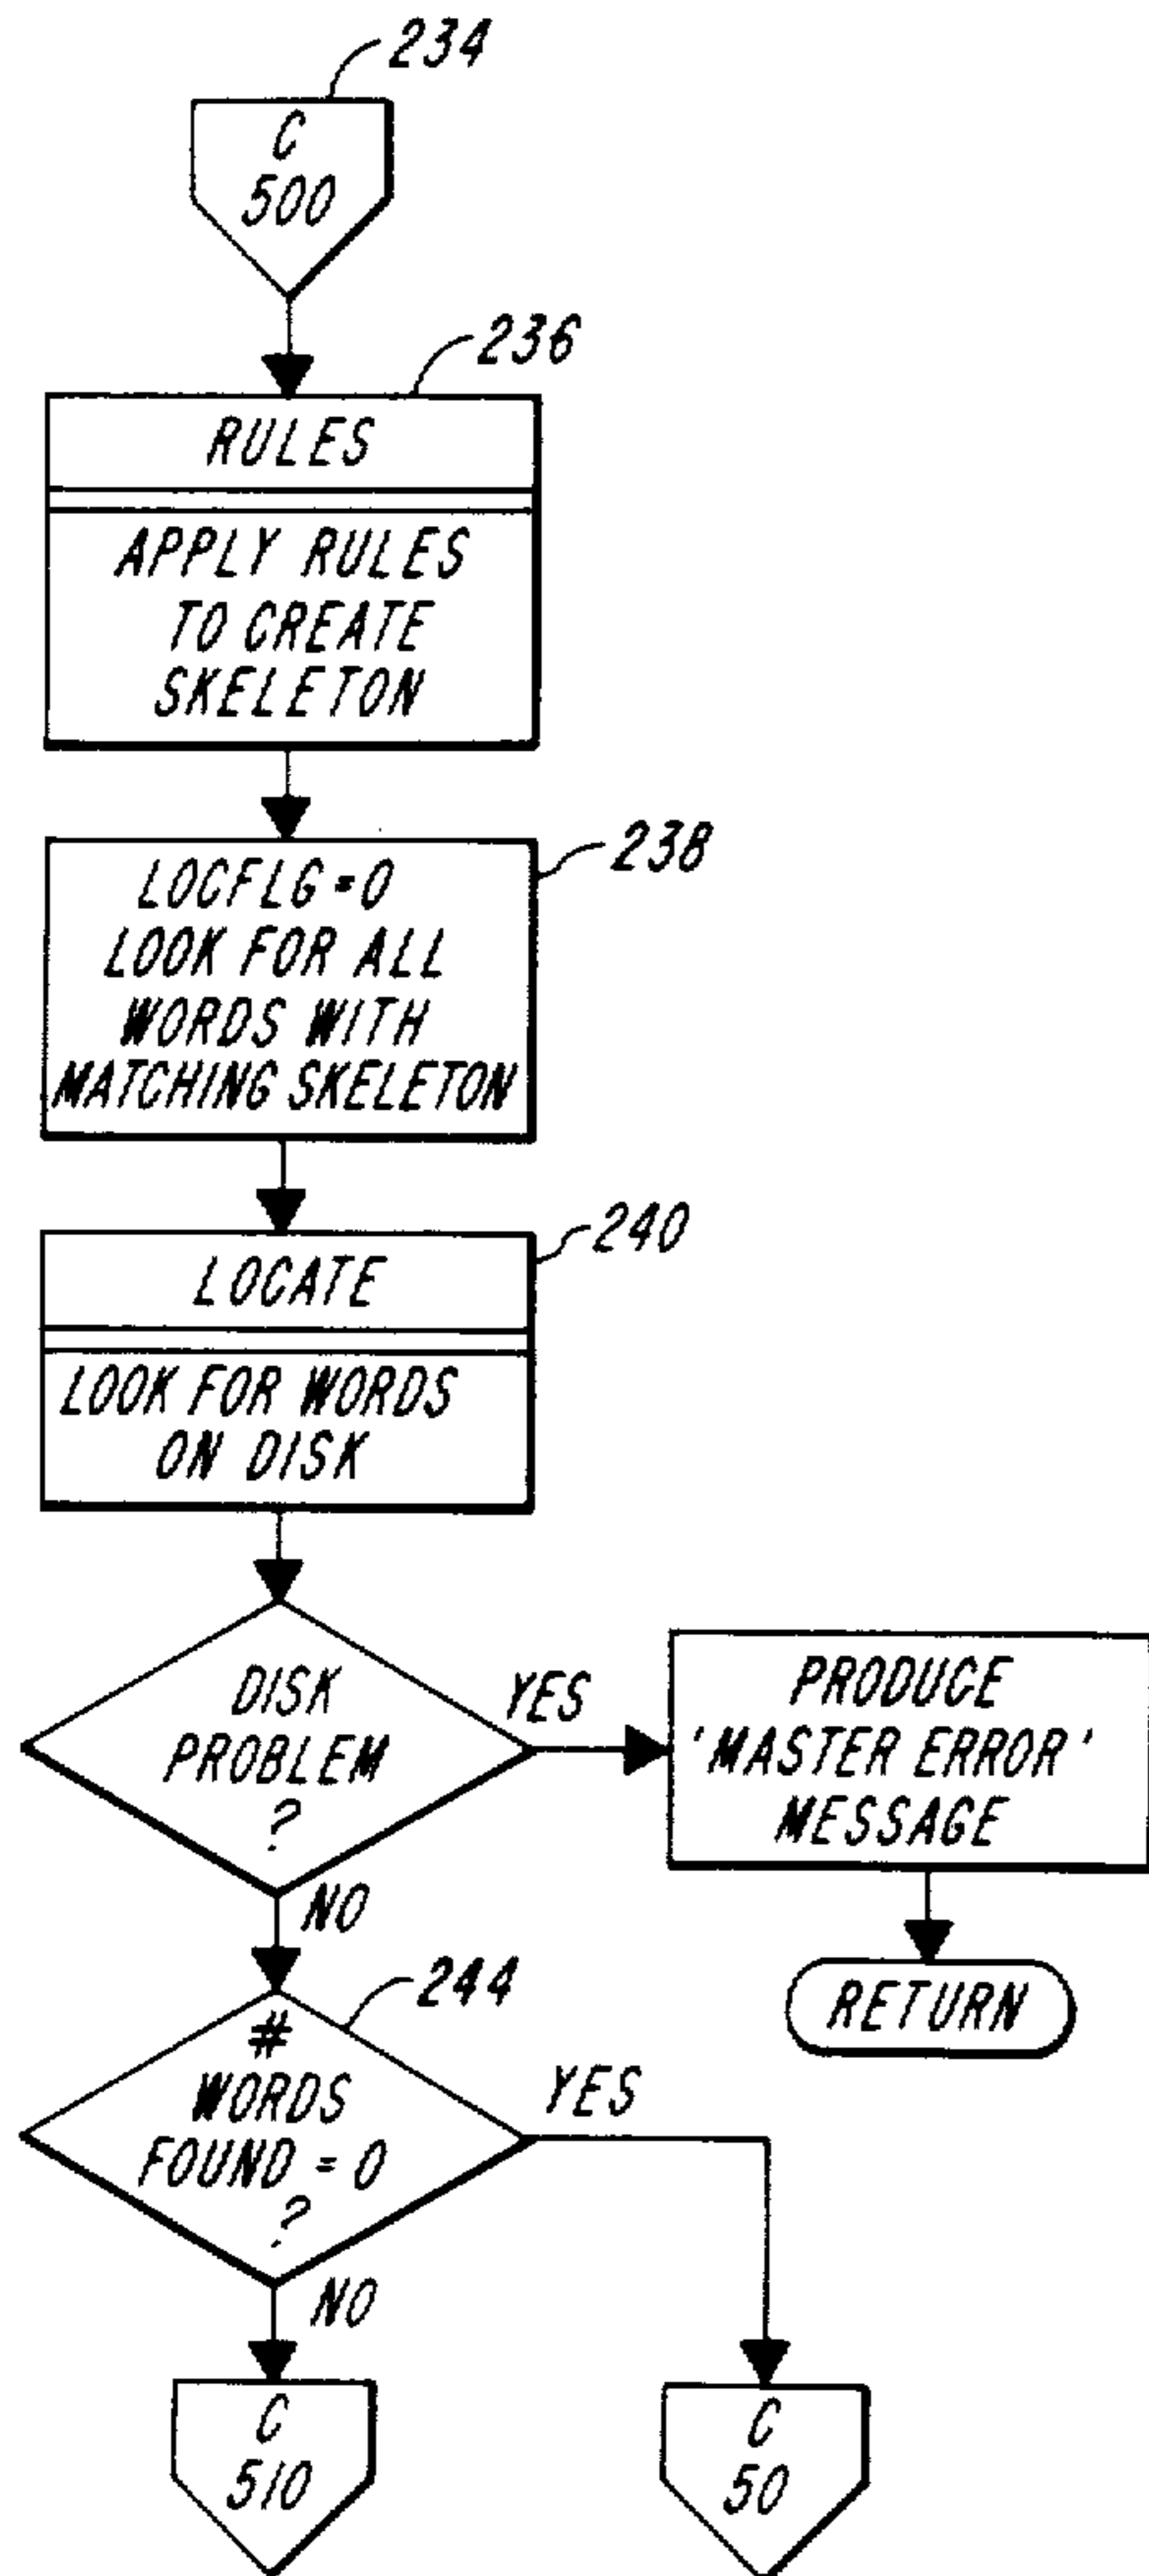 234
C
500
236
RULES
APPLY RULES
TO CREATE
SKELETON
238
LOCFLG = 0
LOOK FOR ALL
WORDS WITH
MATCHING SKELETON
240
LOCATE
LOOK FOR WORDS
ON DISK
DISK
PROBLEM
?
YES
PRODUCE
'MASTER ERROR'
MESSAGE
RETURN
NO
244
#
WORDS
FOUND = 0
?
YES
NO
C
510
C
50